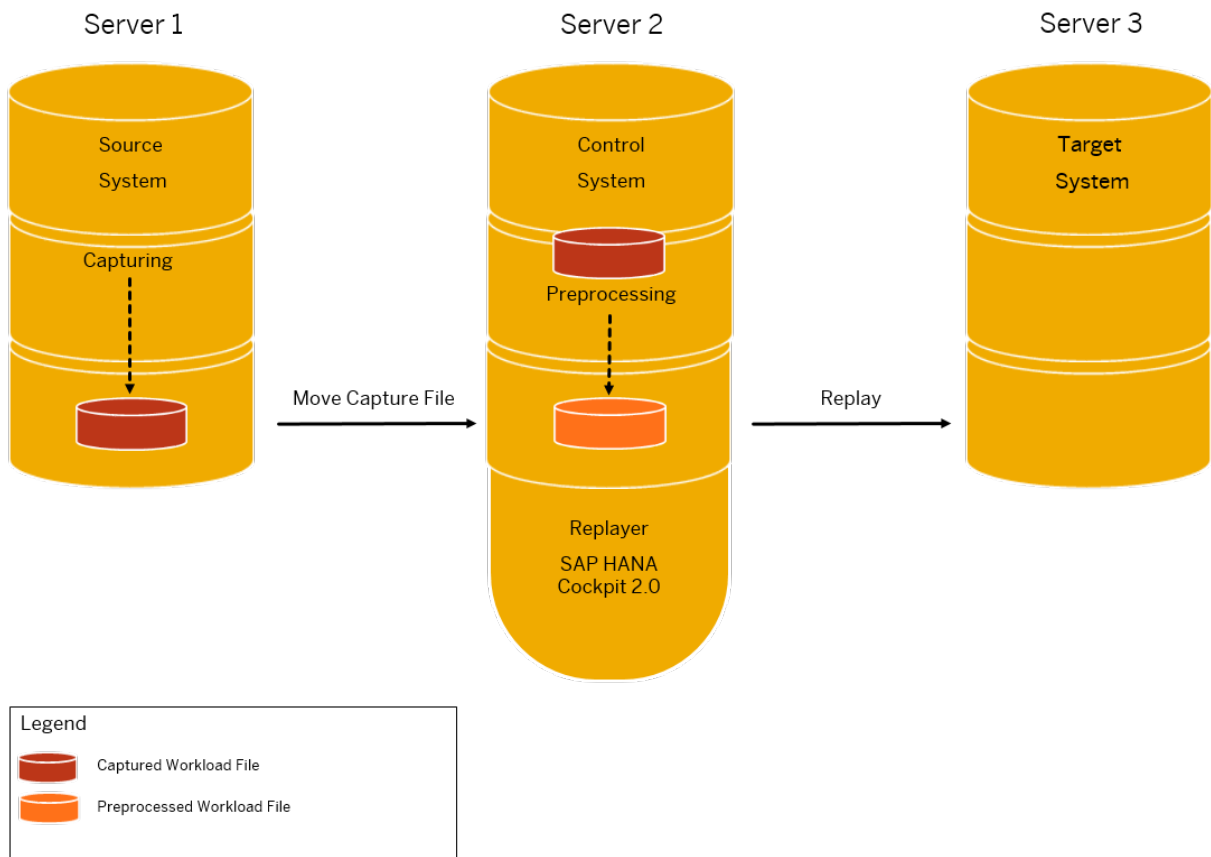 Server 1
Server 2
Server 3
Source
System
Control
System
Target
System
Capturing
Preprocessing
Move Capture File
Replay
Replayer
SAP HANA
Cockpit 2.0
Legend
Captured Workload File
Preprocessed Workload File